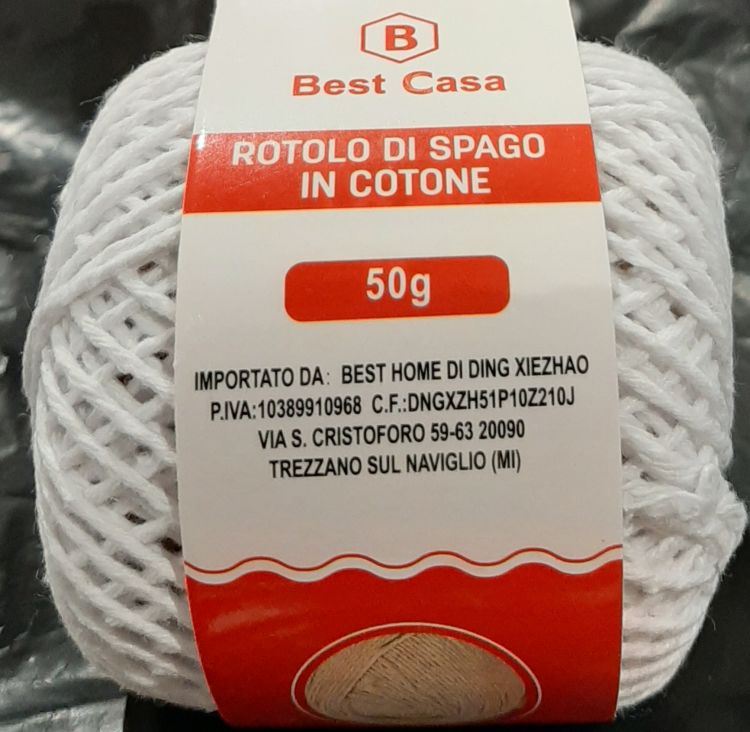 B
Best Casa
ROTOLO DI SPAGO
IN COTONE
50g
IMPORTATO DA: BEST HOME DI DING XIEZHAO
P.IVA:10389910968 C.F.:DNGXZH51P10Z210J
VIA S. CRISTOFORO 59-63 20090
TREZZANO SUL NAVIGLIO (MI)